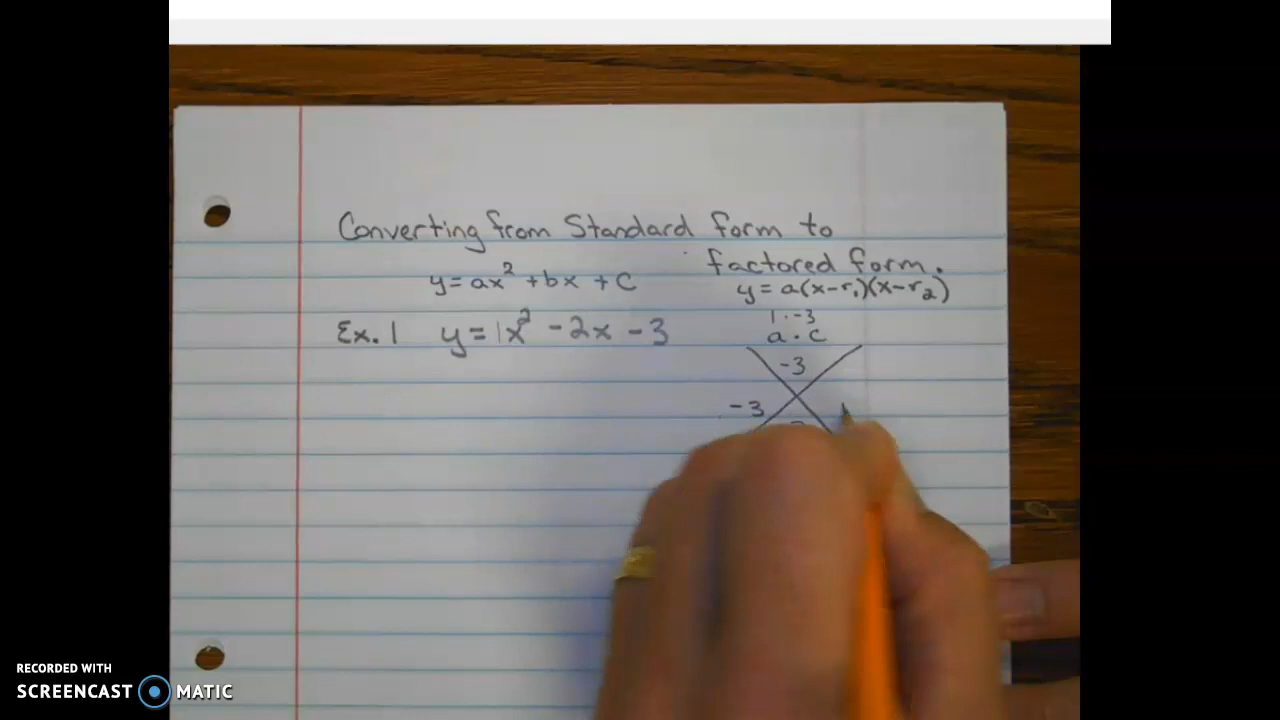 Converting from Standard form to
factored form.
y = ax² + bx + c
y = a(x-r₁)(x-r₂)
Ex. 1 y = 1x² - 2x - 3
1 · -3
a · c
-3
-3
RECORDED WITH
SCREENCAST MATIC